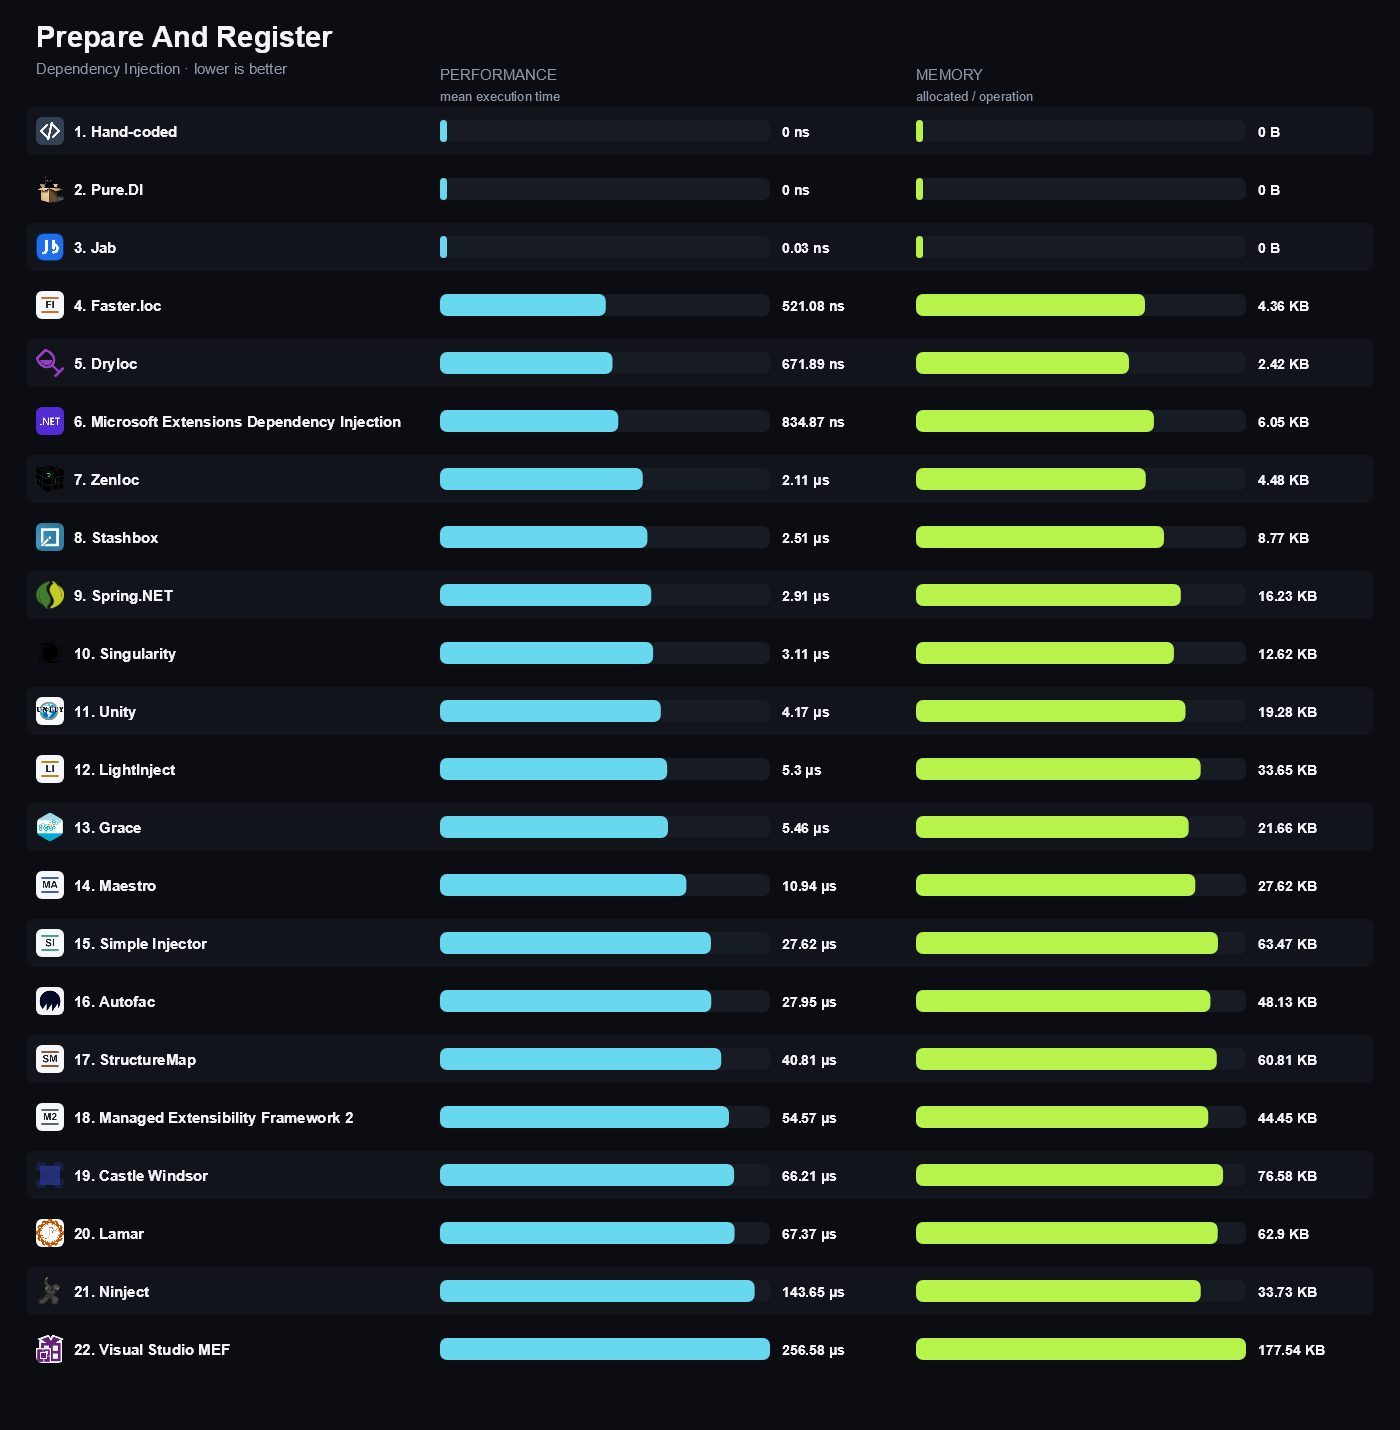 Prepare And Register
Dependency Injection · lower is better
PERFORMANCE
mean execution time
MEMORY
allocated / operation
1. Hand-coded 0 ns 0 B
2. Pure.DI 0 ns 0 B
3. Jab 0.03 ns 0 B
FI 4. Faster.Ioc 521.08 ns 4.36 KB
5. DryIoc 671.89 ns 2.42 KB
.NET 6. Microsoft Extensions Dependency Injection 834.87 ns 6.05 KB
7. ZenIoc 2.11 µs 4.48 KB
8. Stashbox 2.51 µs 8.77 KB
9. Spring.NET 2.91 µs 16.23 KB
10. Singularity 3.11 µs 12.62 KB
11. Unity 4.17 µs 19.28 KB
LI 12. LightInject 5.3 µs 33.65 KB
13. Grace 5.46 µs 21.66 KB
MA 14. Maestro 10.94 µs 27.62 KB
SI 15. Simple Injector 27.62 µs 63.47 KB
16. Autofac 27.95 µs 48.13 KB
SM 17. StructureMap 40.81 µs 60.81 KB
M2 18. Managed Extensibility Framework 2 54.57 µs 44.45 KB
19. Castle Windsor 66.21 µs 76.58 KB
20. Lamar 67.37 µs 62.9 KB
21. Ninject 143.65 µs 33.73 KB
22. Visual Studio MEF 256.58 µs 177.54 KB